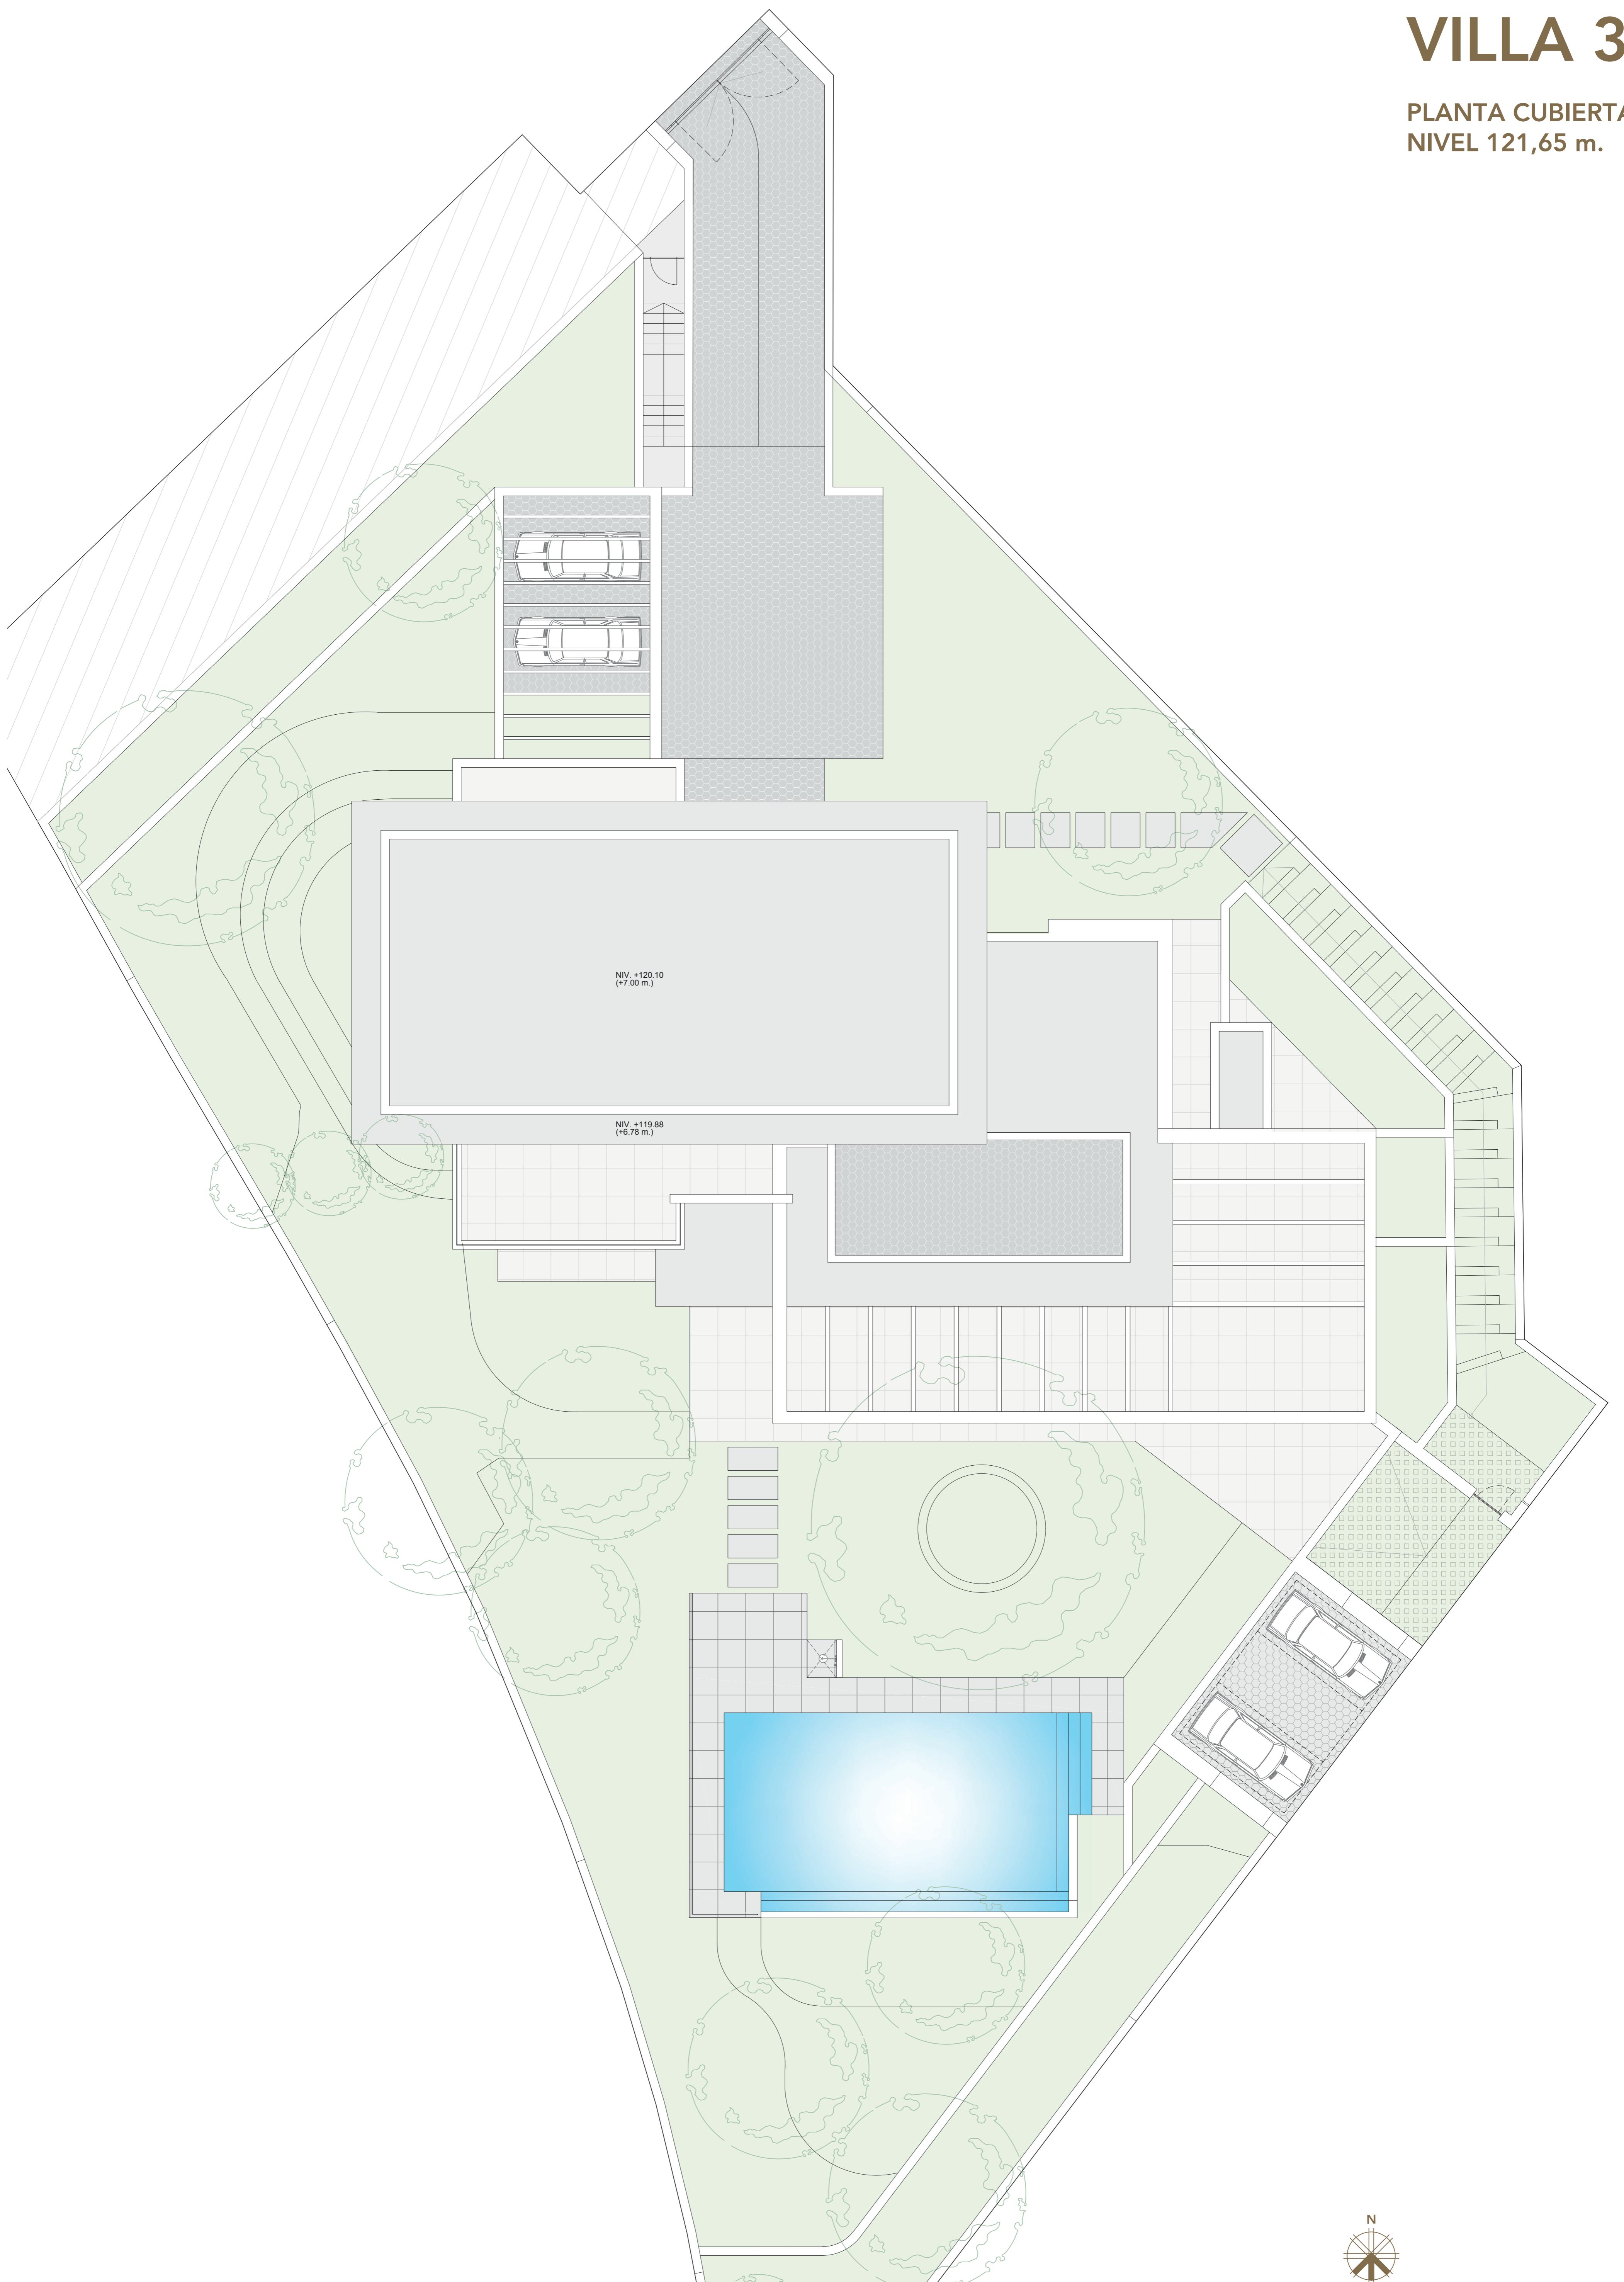 VILLA 3
PLANTA CUBIERTA
NIVEL 121,65 m.
NIV. +120.10
(+7.00 m.)
NIV. +119.88
(+6.78 m.)
N